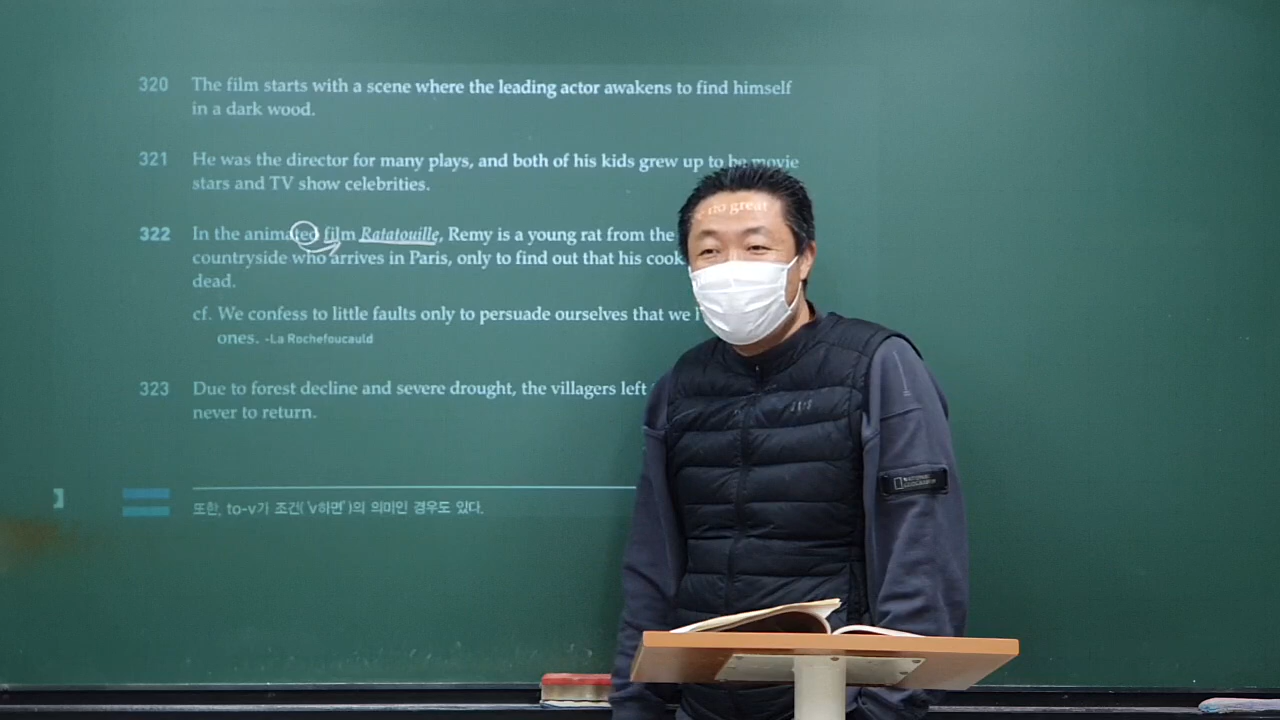 320 The film starts with a scene where the leading actor awakens to find himself
in a dark wood.
321 He was the director for many plays, and both of his kids grew up to be movie
stars and TV show celebrities.
322 In the animated film Ratatouille, Remy is a young rat from the
no great
countryside who arrives in Paris, only to find out that his cook
dead.
cf. We confess to little faults only to persuade ourselves that we
ones. -La Rochefoucauld
323 Due to forest decline and severe drought, the villagers left
never to return.
NATIONAL GEOGRAPHIC
또한, to-v가 조건('v하면')의 의미인 경우도 있다.